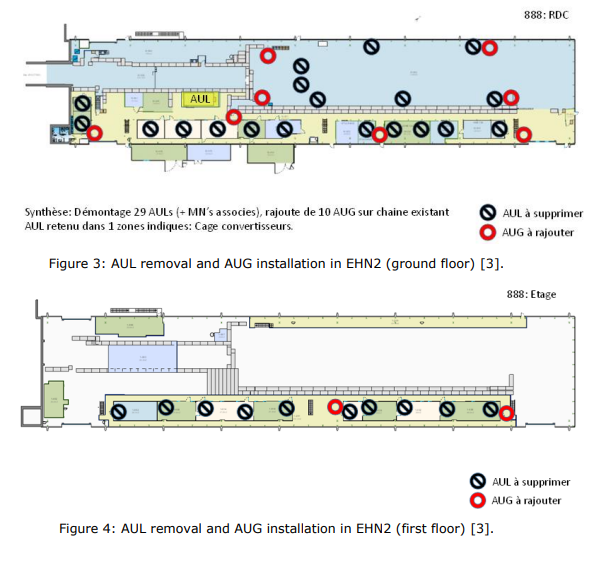 888: RDC
AUL
Synthèse: Démontage 29 AULs (+ MN's associes), rajoute de 10 AUG sur chaine existant
AUL retenu dans 1 zones indiques: Cage convertisseurs.
AUL à supprimer
AUG à rajouter
Figure 3: AUL removal and AUG installation in EHN2 (ground floor) [3].
888: Etage
AUL à supprimer
AUG à rajouter
Figure 4: AUL removal and AUG installation in EHN2 (first floor) [3].